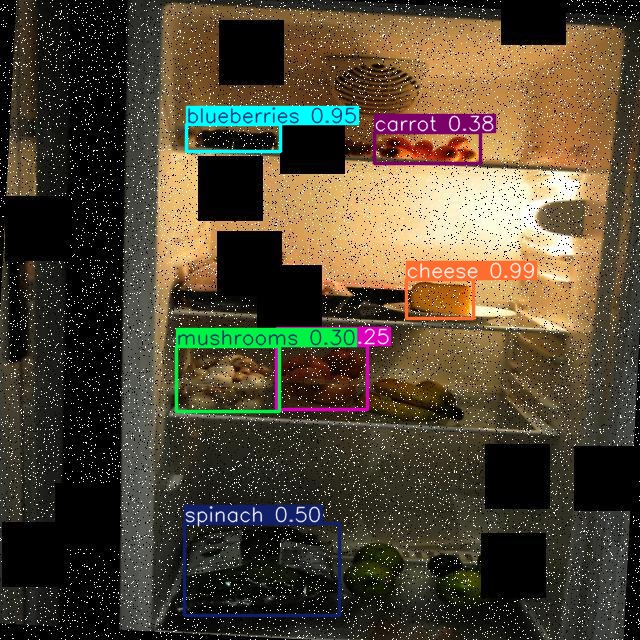 blueberries 0.95
carrot 0.38
cheese 0.99
mushrooms 0.30
.25
spinach 0.50